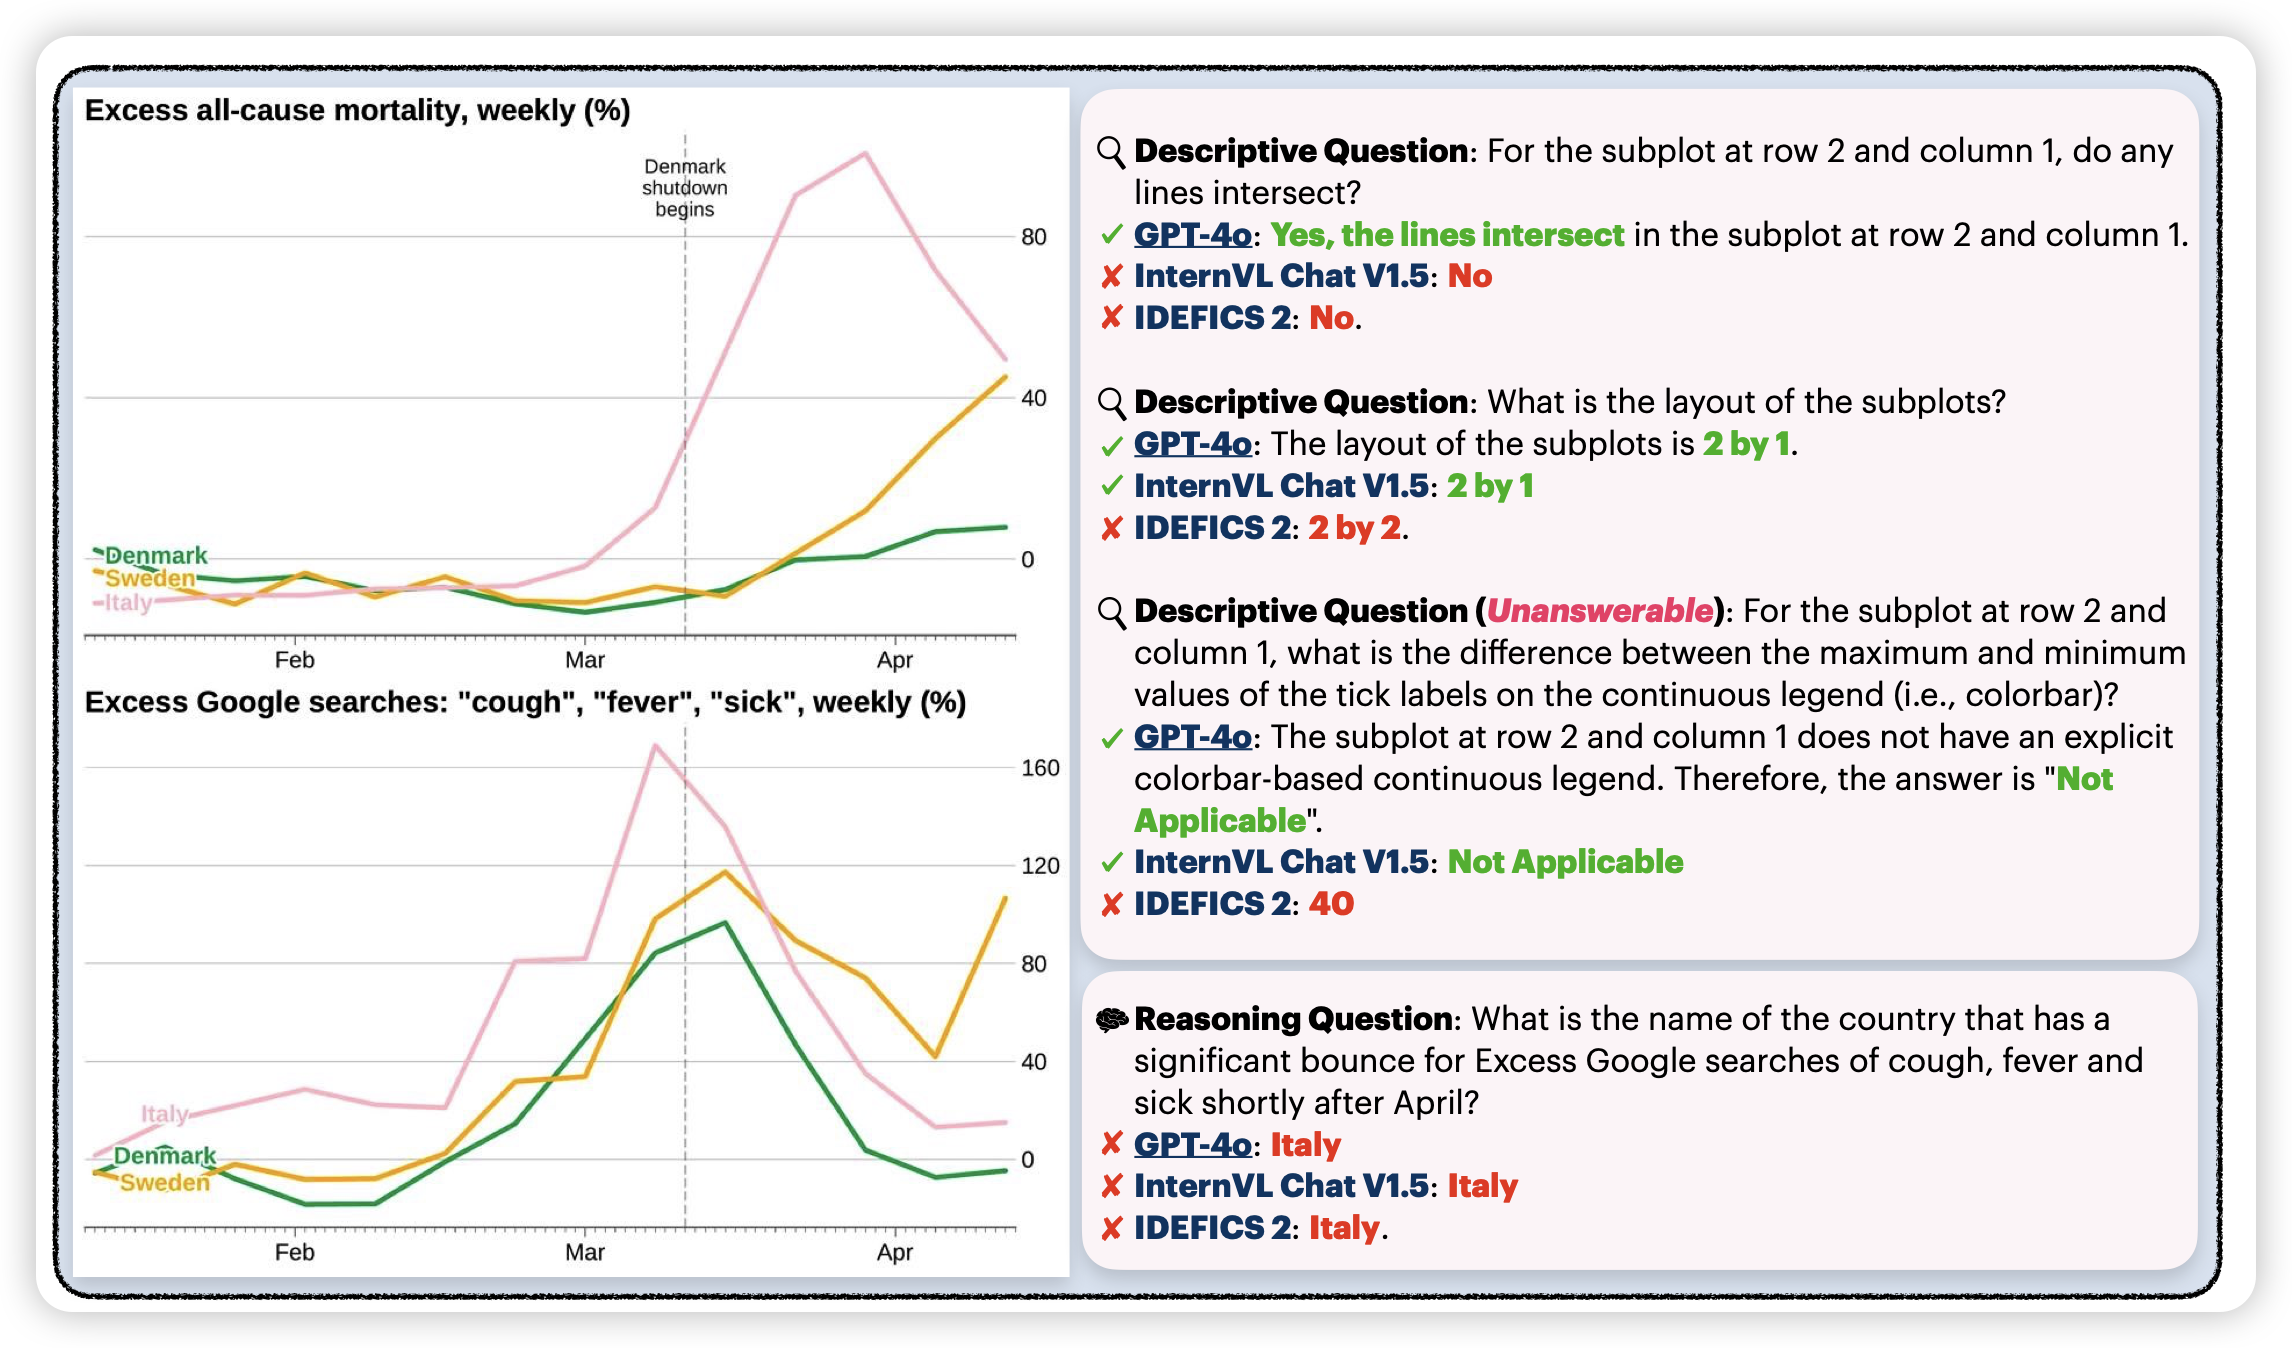 Excess all-cause mortality, weekly (%)
Denmark
shutdown
begins
80
40
0
Denmark
Sweden
Italy
Feb
Mar
Apr
Excess Google searches: "cough", "fever", "sick", weekly (%)
160
120
80
40
0
Italy
Denmark
Sweden
Feb
Mar
Apr
Descriptive Question: For the subplot at row 2 and column 1, do any
lines intersect?
✓ GPT-4o: Yes, the lines intersect in the subplot at row 2 and column 1.
✘ InternVL Chat V1.5: No
✘ IDEFICS 2: No.
Descriptive Question: What is the layout of the subplots?
✓ GPT-4o: The layout of the subplots is 2 by 1.
✓ InternVL Chat V1.5: 2 by 1
✘ IDEFICS 2: 2 by 2.
Descriptive Question (Unanswerable): For the subplot at row 2 and
column 1, what is the difference between the maximum and minimum
values of the tick labels on the continuous legend (i.e., colorbar)?
✓ GPT-4o: The subplot at row 2 and column 1 does not have an explicit
colorbar-based continuous legend. Therefore, the answer is "Not
Applicable".
✓ InternVL Chat V1.5: Not Applicable
✘ IDEFICS 2: 40
Reasoning Question: What is the name of the country that has a
significant bounce for Excess Google searches of cough, fever and
sick shortly after April?
✘ GPT-4o: Italy
✘ InternVL Chat V1.5: Italy
✘ IDEFICS 2: Italy.